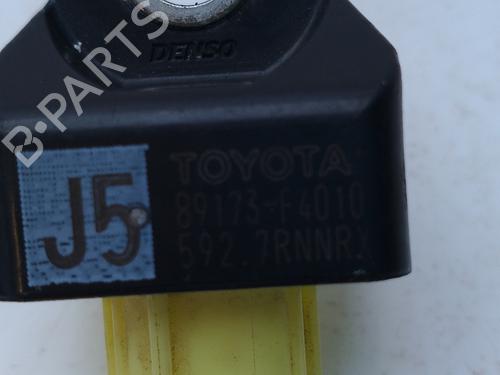 B-PARTS
DENSO
TOYOTA
J5
89173-F4010
592.7RNNRX